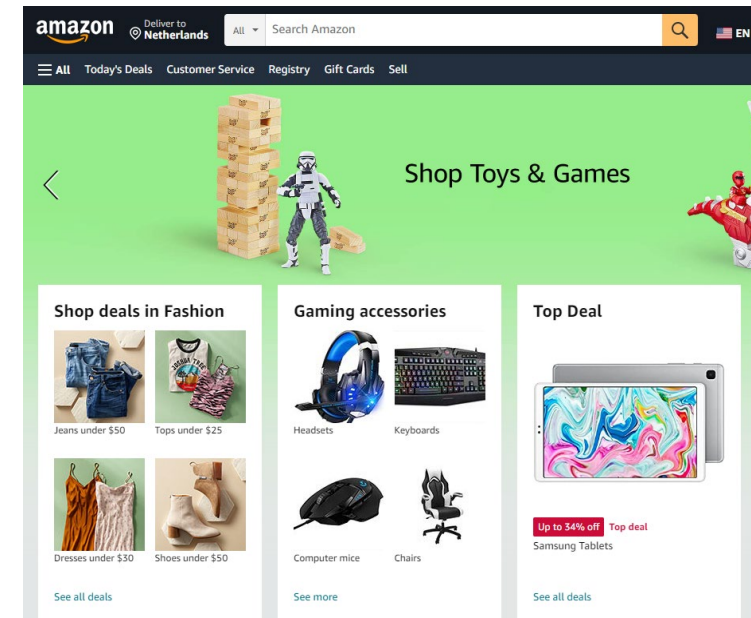 amazon
Deliver to
Netherlands
All
Search Amazon
EN
All Today's Deals Customer Service Registry Gift Cards Sell
Shop Toys & Games
Shop deals in Fashion
Jeans under $50
Tops under $25
Dresses under $30
Shoes under $50
See all deals
Gaming accessories
Headsets
Keyboards
Computer mice
Chairs
See more
Top Deal
Up to 34% off Top deal
Samsung Tablets
See all deals